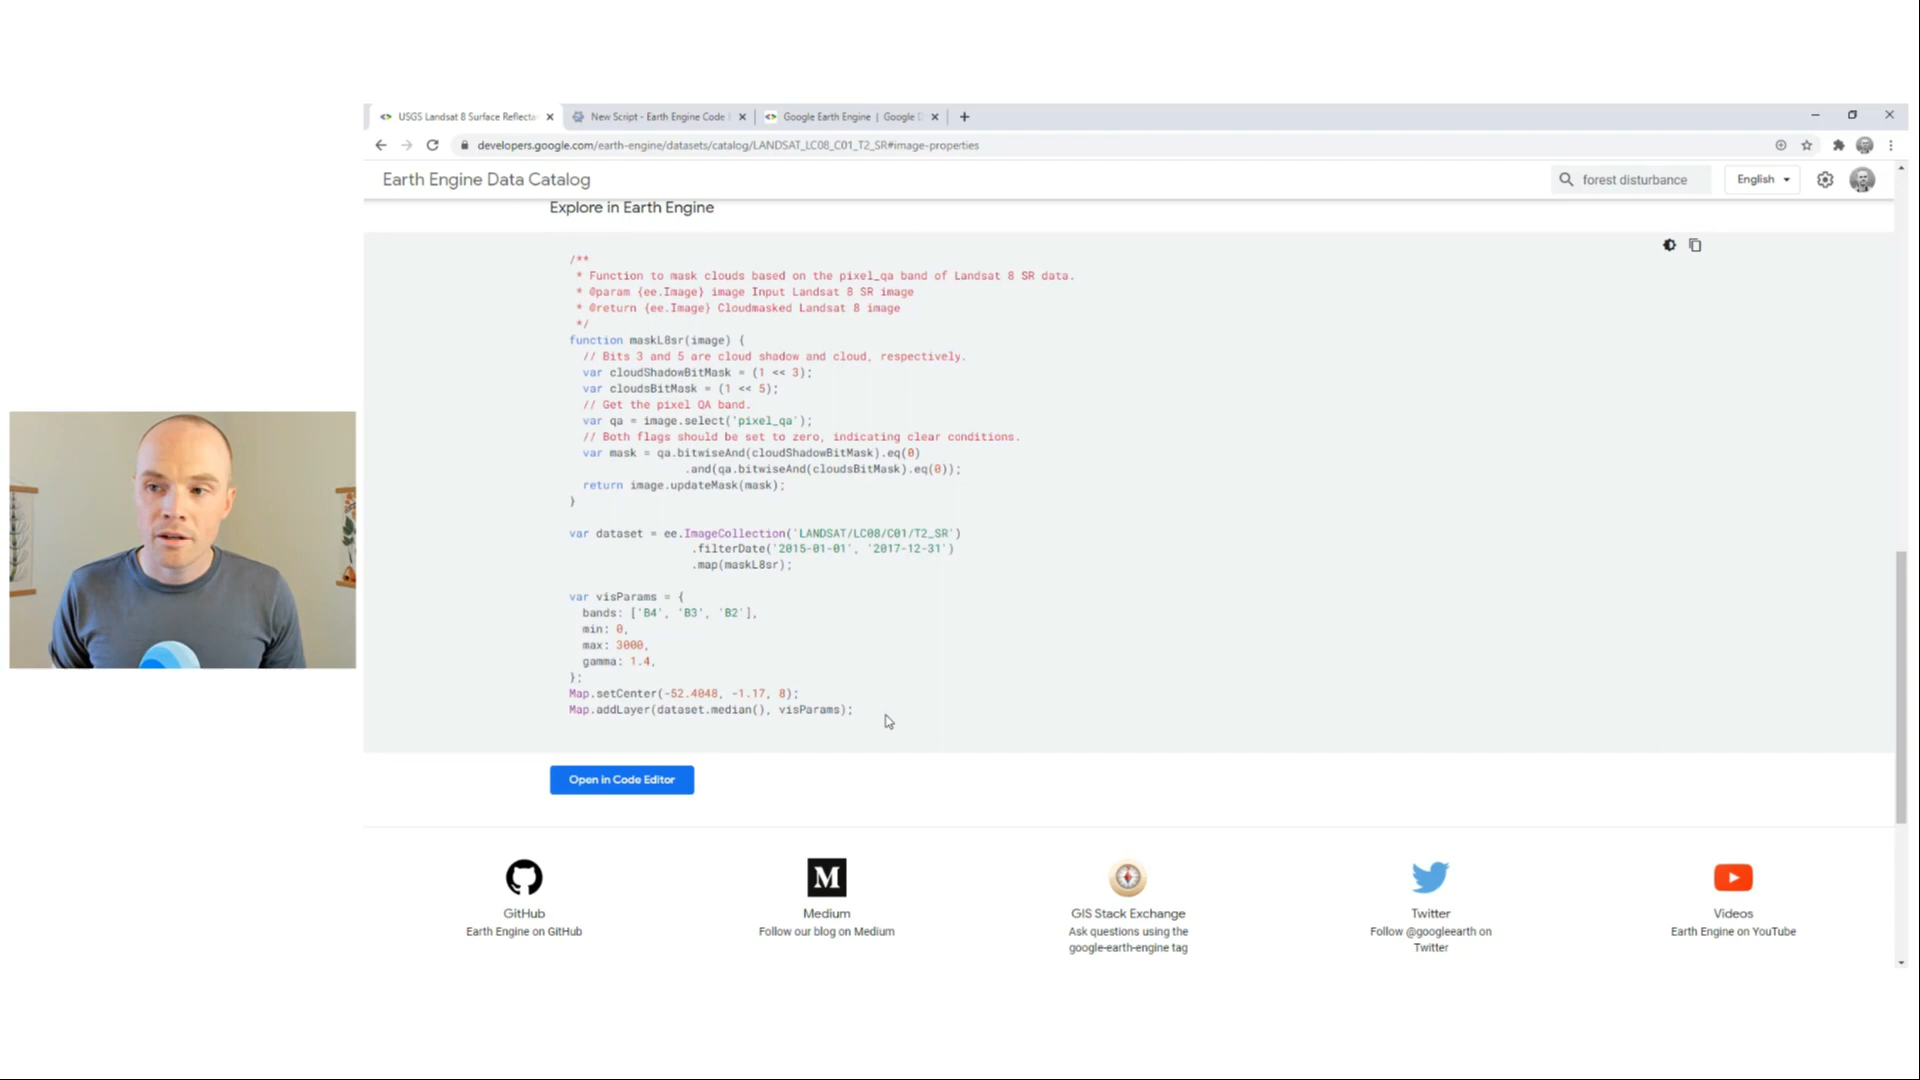 USGS Landsat 8 Surface Reflecta
New Script - Earth Engine Code
Google Earth Engine | Google
developers.google.com/earth-engine/datasets/catalog/LANDSAT_LC08_C01_T2_SR#image-properties
Earth Engine Data Catalog
forest disturbance
English
Explore in Earth Engine
/**
* Function to mask clouds based on the pixel_qa band of Landsat 8 SR data.
* @param {ee.Image} image Input Landsat 8 SR image
* @return {ee.Image} Cloudmasked Landsat 8 image
*/
function maskL8sr(image) {
// Bits 3 and 5 are cloud shadow and cloud, respectively.
var cloudShadowBitMask = (1 << 3);
var cloudsBitMask = (1 << 5);
// Get the pixel QA band.
var qa = image.select('pixel_qa');
// Both flags should be set to zero, indicating clear conditions.
var mask = qa.bitwiseAnd(cloudShadowBitMask).eq(0)
.and(qa.bitwiseAnd(cloudsBitMask).eq(0));
return image.updateMask(mask);
}
var dataset = ee.ImageCollection('LANDSAT/LC08/C01/T2_SR')
.filterDate('2015-01-01', '2017-12-31')
.map(maskL8sr);
var visParams = {
bands: ['B4', 'B3', 'B2'],
min: 0,
max: 3000,
gamma: 1.4,
};
Map.setCenter(-52.4048, -1.17, 8);
Map.addLayer(dataset.median(), visParams);
Open in Code Editor
GitHub
Earth Engine on GitHub
M
Medium
Follow our blog on Medium
GIS Stack Exchange
Ask questions using the
google-earth-engine tag
Twitter
Follow @googleearth on
Twitter
Videos
Earth Engine on YouTube